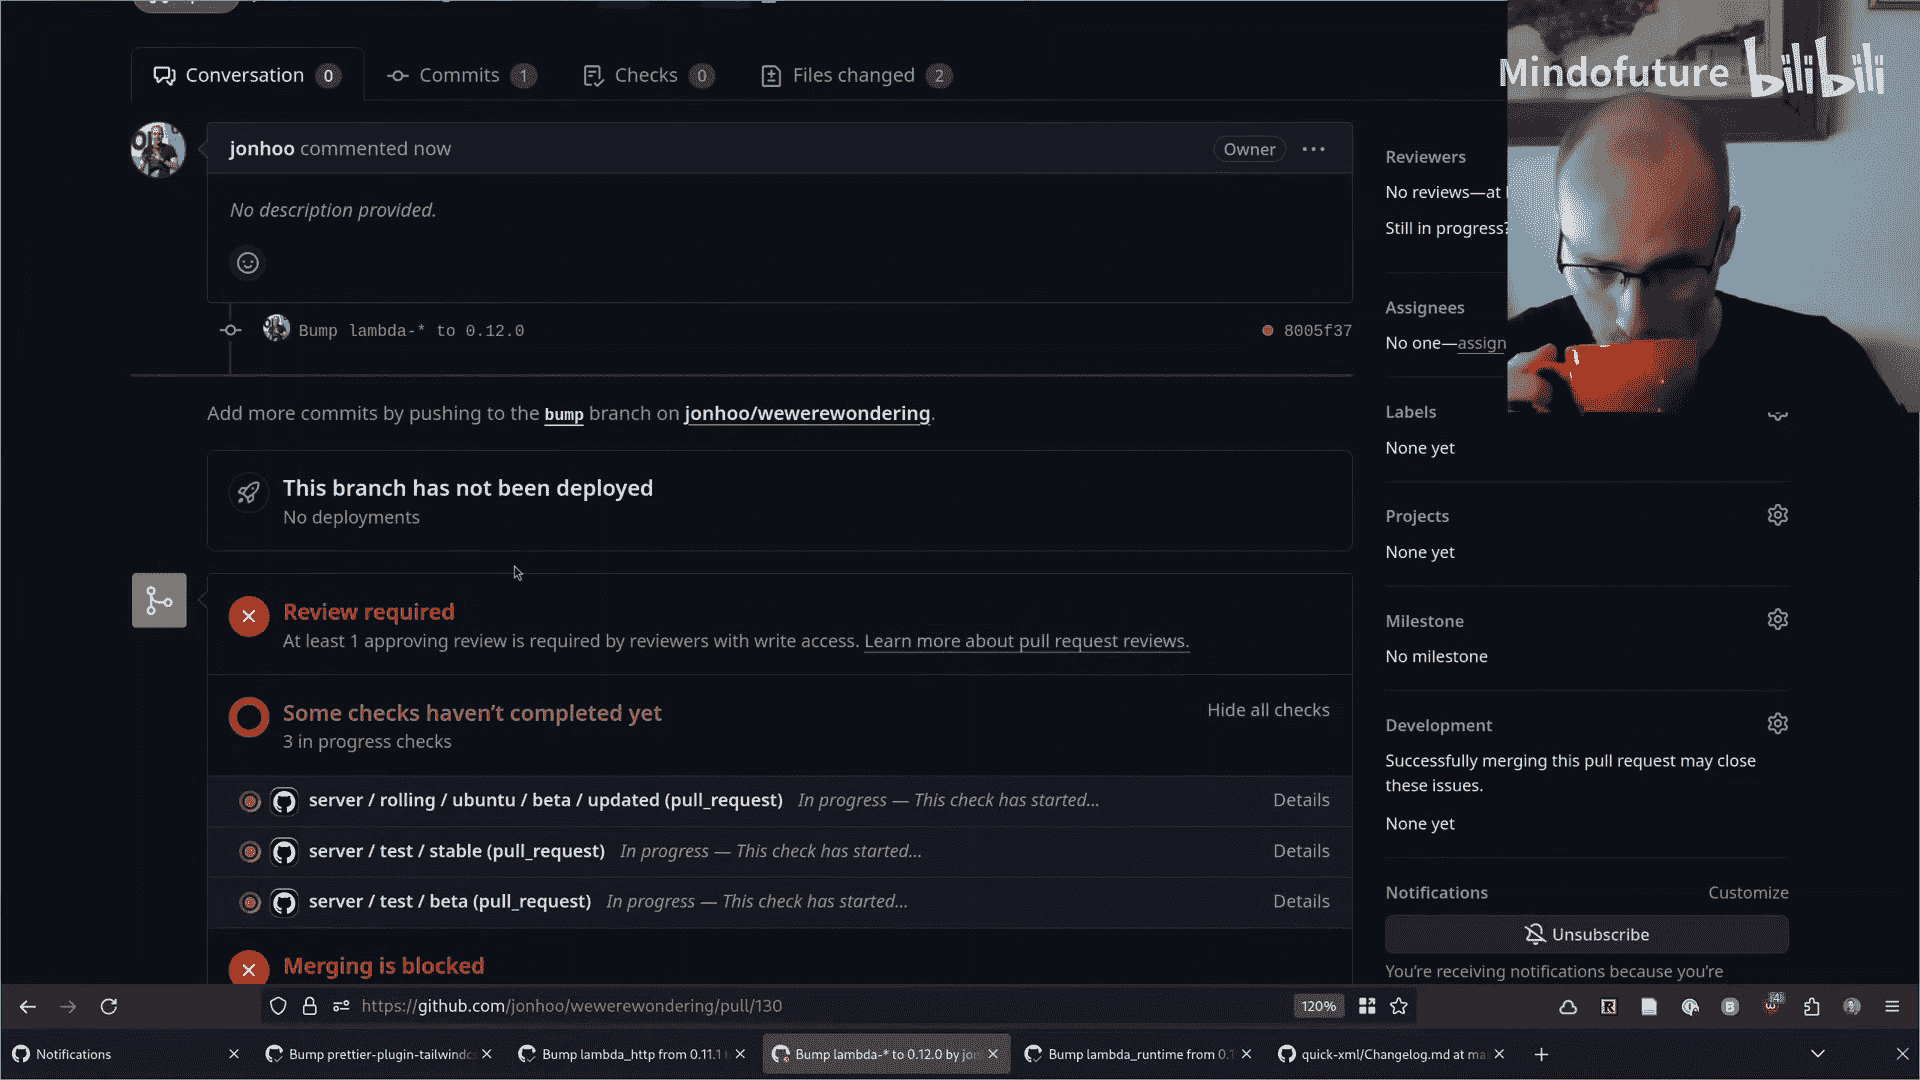 Conversation 0
Commits 1
Checks 0
Files changed 2
Mindofuture bilibili
jonhoo commented now
Owner
No description provided.
Bump lambda-* to 0.12.0
8005f37
Add more commits by pushing to the bump branch on jonhoo/wewerewondering.
This branch has not been deployed
No deployments
Review required
At least 1 approving review is required by reviewers with write access. Learn more about pull request reviews.
Some checks haven’t completed yet
3 in progress checks
Hide all checks
server / rolling / ubuntu / beta / updated (pull_request) In progress — This check has started...
Details
server / test / stable (pull_request) In progress — This check has started...
Details
server / test / beta (pull_request) In progress — This check has started...
Details
Merging is blocked
Reviewers
No reviews—at
Still in progress?
Assignees
No one—assign
Labels
None yet
Projects
None yet
Milestone
No milestone
Development
Successfully merging this pull request may close
these issues.
None yet
Notifications
Customize
Unsubscribe
You’re receiving notifications because you’re
https://github.com/jonhoo/wewerewondering/pull/130
120%
Notifications
Bump prettier-plugin-tailwindc
Bump lambda_http from 0.11.1
Bump lambda-* to 0.12.0 by jon
Bump lambda_runtime from 0.1
quick-xml/Changelog.md at ma